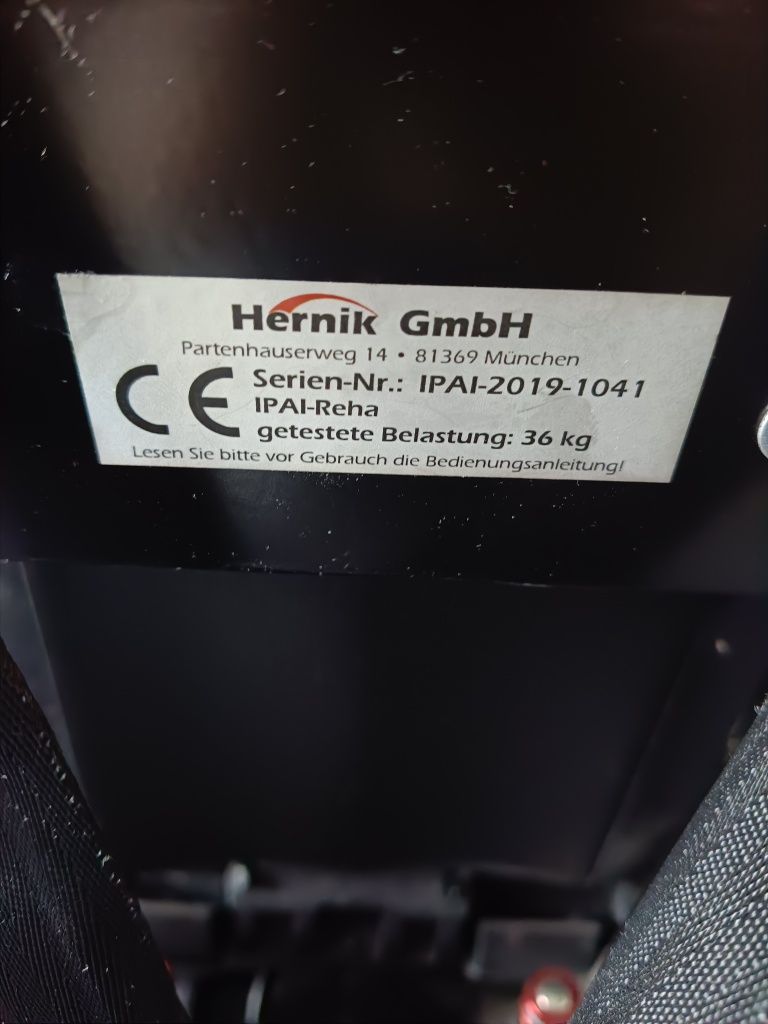 Hernik GmbH
Partenhauserweg 14 • 81369 München
CE Serien-Nr.: IPAI-2019-1041
IPAI-Reha
getestete Belastung: 36 kg
Lesen Sie bitte vor Gebrauch die Bedienungsanleitung!